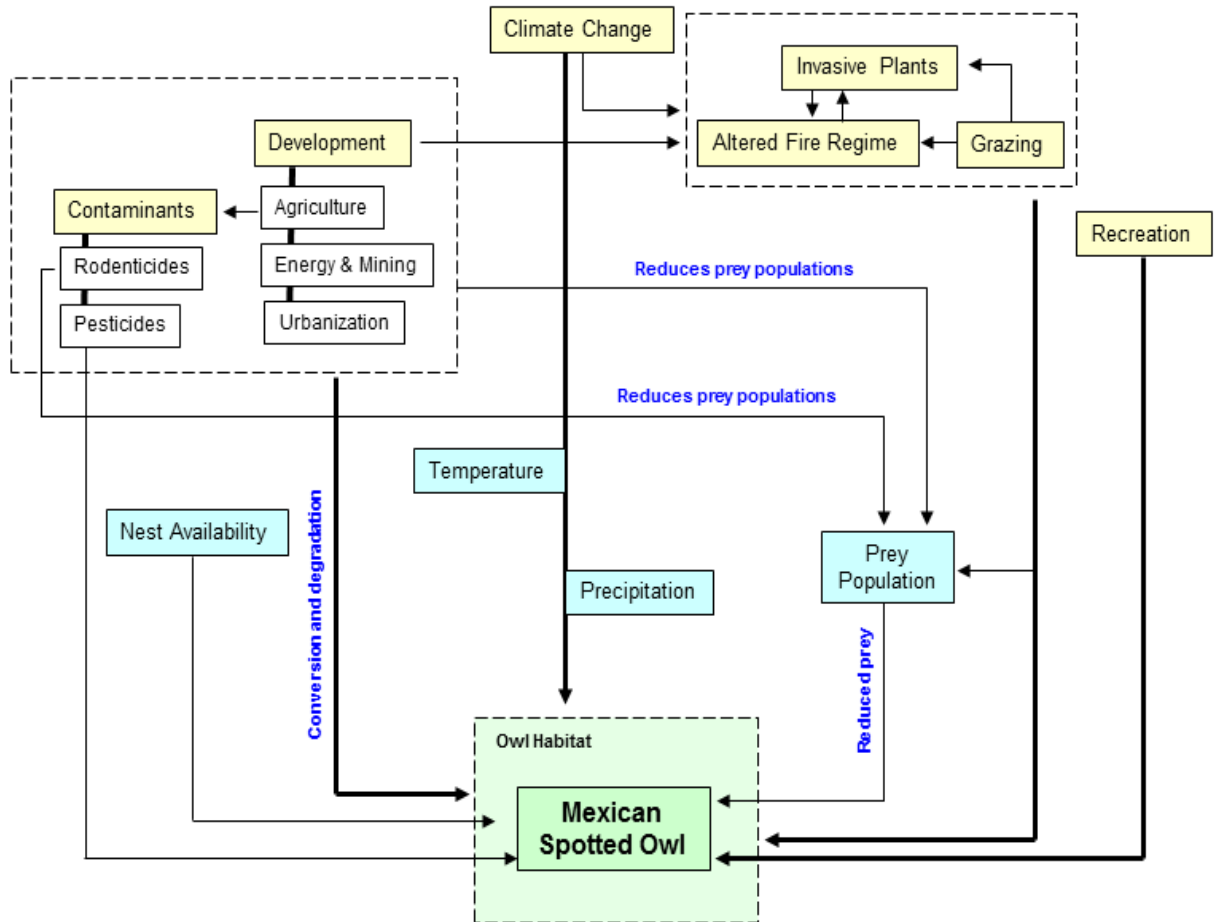 Climate Change
Invasive Plants
Development
Altered Fire Regime
Grazing
Contaminants
Agriculture
Recreation
Rodenticides
Energy & Mining
Reduces prey populations
Pesticides
Urbanization
Reduces prey populations
Temperature
Nest Availability
Conversion and degradation
Prey
Population
Precipitation
Reduced prey
Owl Habitat
Mexican
Spotted Owl